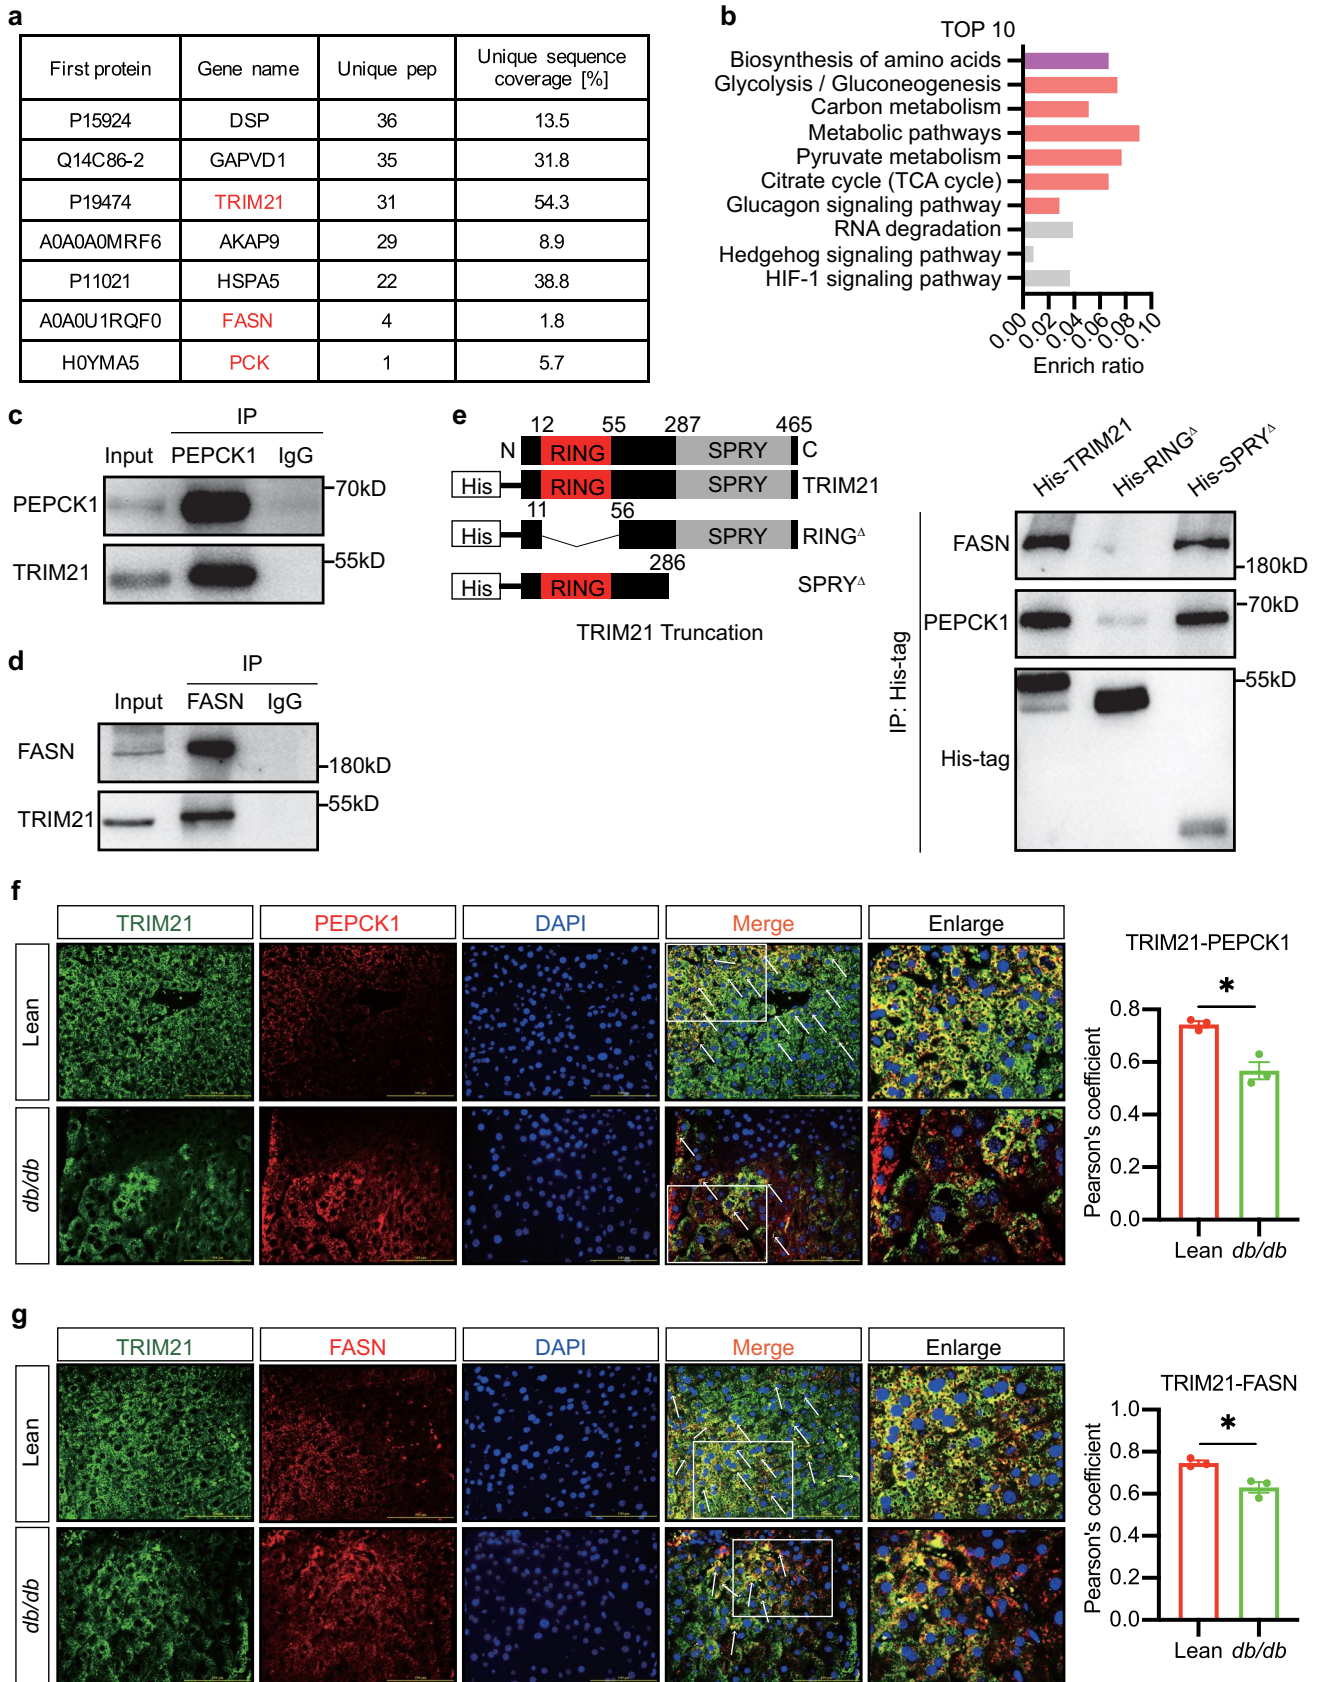 a
First protein Gene name Unique pep Unique sequence coverage [%]
P15924 DSP 36 13.5
Q14C86-2 GAPVD1 35 31.8
P19474 TRIM21 31 54.3
A0A0A0MRF6 AKAP9 29 8.9
P11021 HSPA5 22 38.8
A0A0U1RQF0 FASN 4 1.8
H0YMA5 PCK 1 5.7
b
TOP 10
Biosynthesis of amino acids
Glycolysis / Gluconeogenesis
Carbon metabolism
Metabolic pathways
Pyruvate metabolism
Citrate cycle (TCA cycle)
Glucagon signaling pathway
RNA degradation
Hedgehog signaling pathway
HIF-1 signaling pathway
0.00 0.02 0.04 0.06 0.08 0.10
Enrich ratio
c
IP
Input PEPCK1 IgG
PEPCK1 70kD
TRIM21 55kD
d
IP
Input FASN IgG
FASN 180kD
TRIM21 55kD
e
12 55 287 465
N RING SPRY C
His RING SPRY TRIM21
11 56
His SPRY RINGΔ
286
His RING SPRYΔ
TRIM21 Truncation
His-TRIM21 His-RINGΔ His-SPRYΔ
IP: His-tag
FASN 180kD
PEPCK1 70kD
55kD
His-tag
f
TRIM21 PEPCK1 DAPI Merge Enlarge
Lean
db/db
TRIM21-PEPCK1
*
Pearson's coefficient
0.8
0.6
0.4
0.2
0.0
Lean db/db
g
TRIM21 FASN DAPI Merge Enlarge
Lean
db/db
TRIM21-FASN
*
Pearson's coefficient
1.0
0.8
0.6
0.4
0.2
0.0
Lean db/db